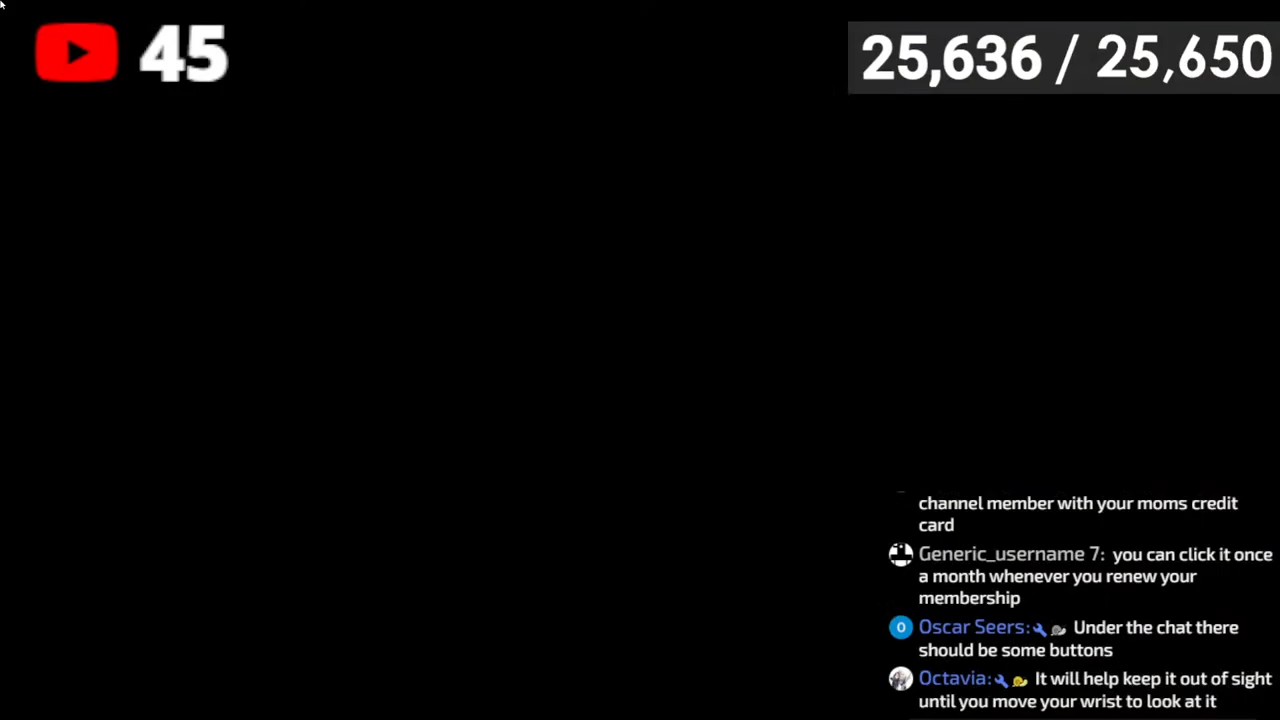 45
25,636 / 25,650
channel member with your moms credit
card
Generic_username 7: you can click it once
a month whenever you renew your
membership
O Oscar Seers: Under the chat there
should be some buttons
Octavia: It will help keep it out of sight
until you move your wrist to look at it